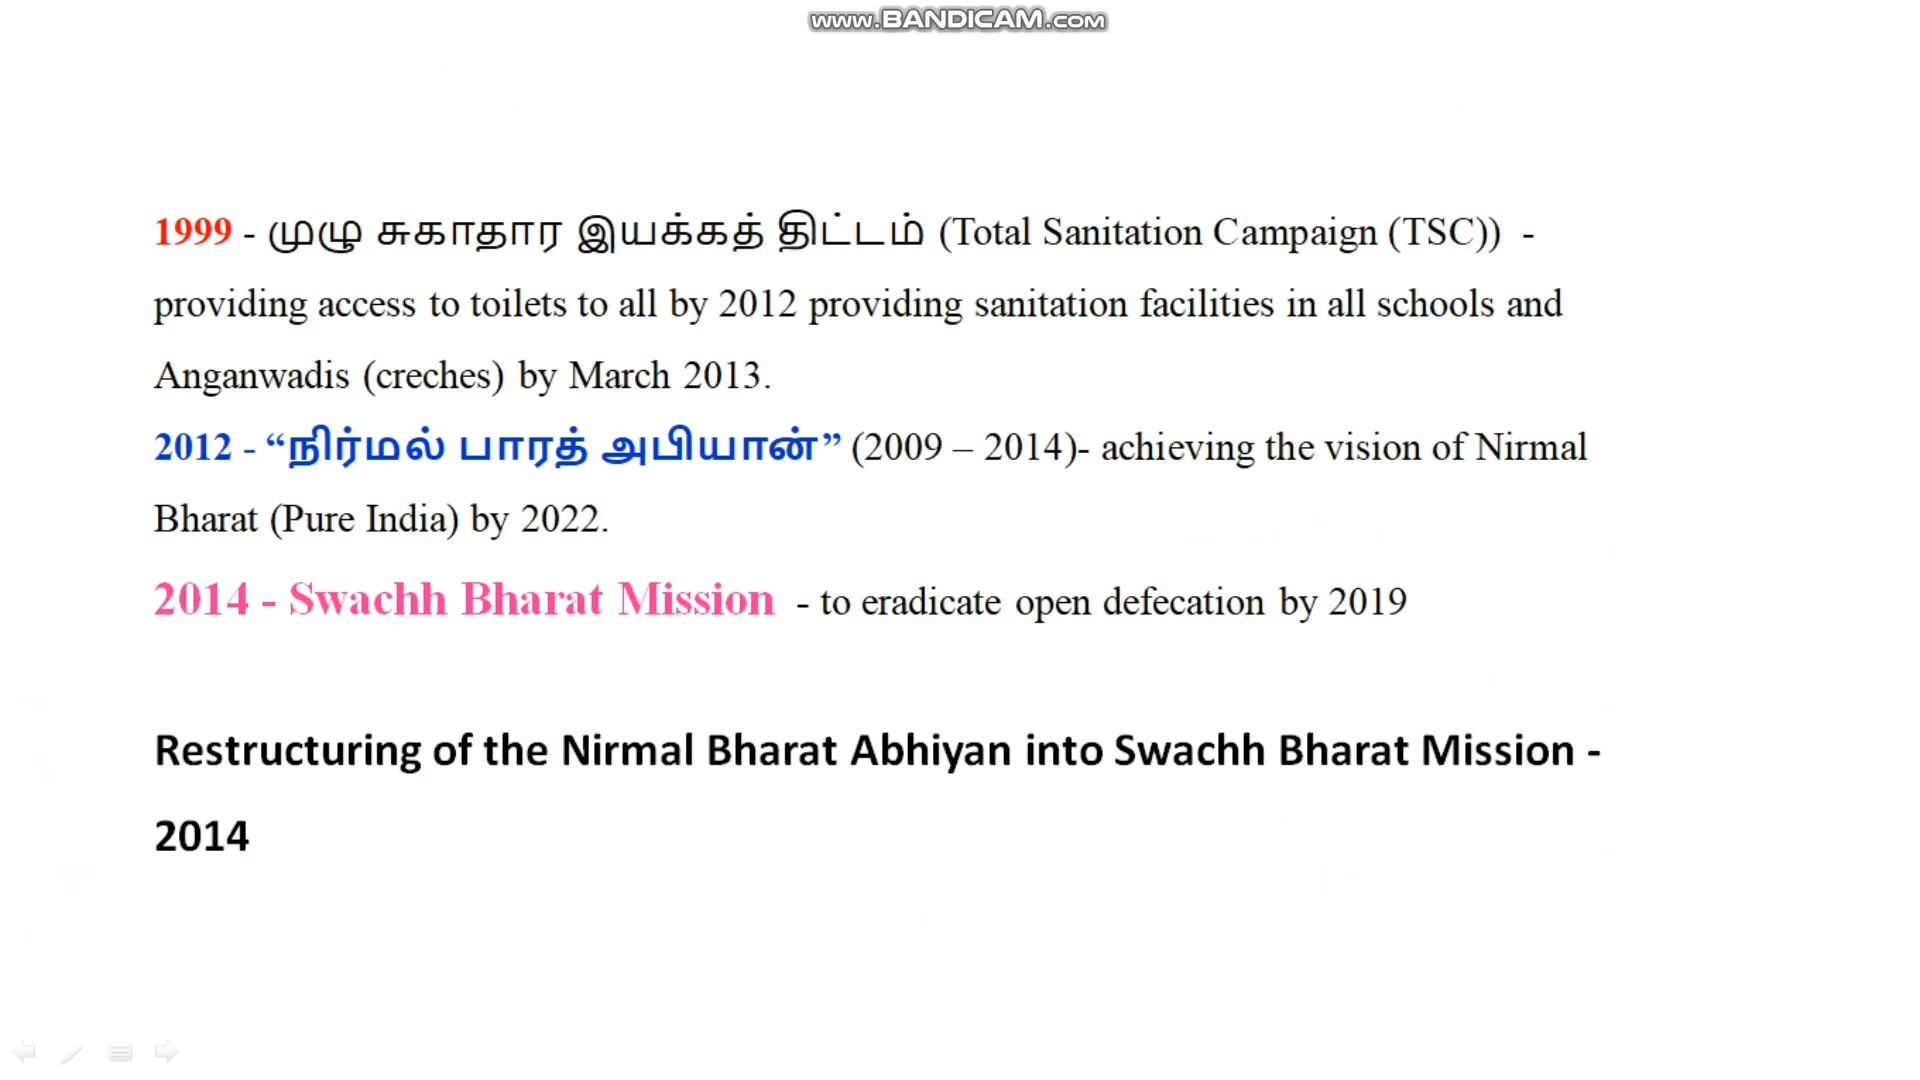 www.BANDICAM.com
1999 - முழு சுகாதார இயக்கத் திட்டம் (Total Sanitation Campaign (TSC)) -
providing access to toilets to all by 2012 providing sanitation facilities in all schools and
Anganwadis (creches) by March 2013.
2012 - “நிர்மல் பாரத் அபியான்” (2009 – 2014)- achieving the vision of Nirmal
Bharat (Pure India) by 2022.
2014 - Swachh Bharat Mission - to eradicate open defecation by 2019
Restructuring of the Nirmal Bharat Abhiyan into Swachh Bharat Mission -
2014